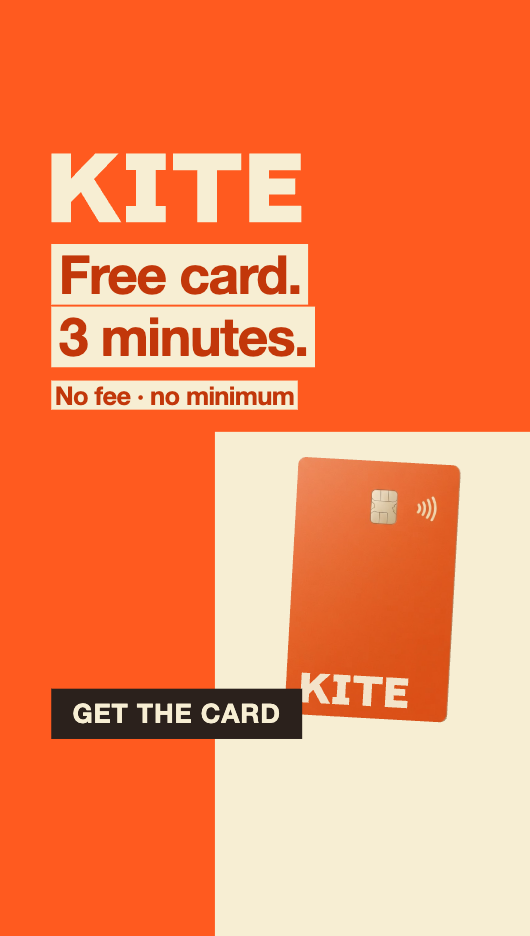 KITE
Free card.
3 minutes.
No fee · no minimum
KITE
GET THE CARD